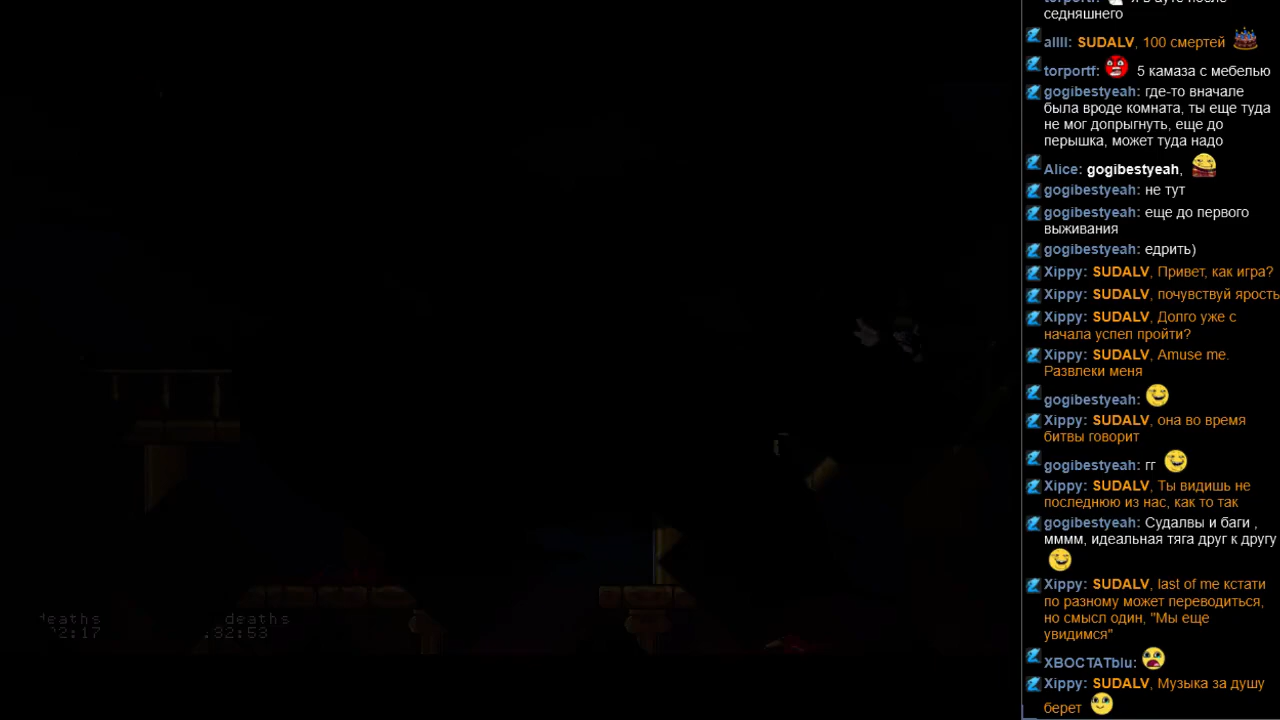 седняшнего
allll: SUDALV, 100 смертей
torportf: 5 камаза с мебелью
gogibestyeah: где-то вначале
была вроде комната, ты еще туда
не мог допрыгнуть, еще до
перышка, может туда надо
Alice: gogibestyeah,
gogibestyeah: не тут
gogibestyeah: еще до первого
выживания
gogibestyeah: едрить)
Xippy: SUDALV, Привет, как игра?
Xippy: SUDALV, почувствуй ярость
Xippy: SUDALV, Долго уже с
начала успел пройти?
Xippy: SUDALV, Amuse me.
Развлеки меня
gogibestyeah:
Xippy: SUDALV, она во время
битвы говорит
gogibestyeah: гг
Xippy: SUDALV, Ты видишь не
последнюю из нас, как то так
gogibestyeah: Судалвы и баги ,
мммм, идеальная тяга друг к другу
Xippy: SUDALV, last of me кстати
по разному может переводиться,
но смысл один, "Мы еще
увидимся"
XBOCTATblu:
Xippy: SUDALV, Музыка за душу
берет
deaths deaths
2:17 :32:53